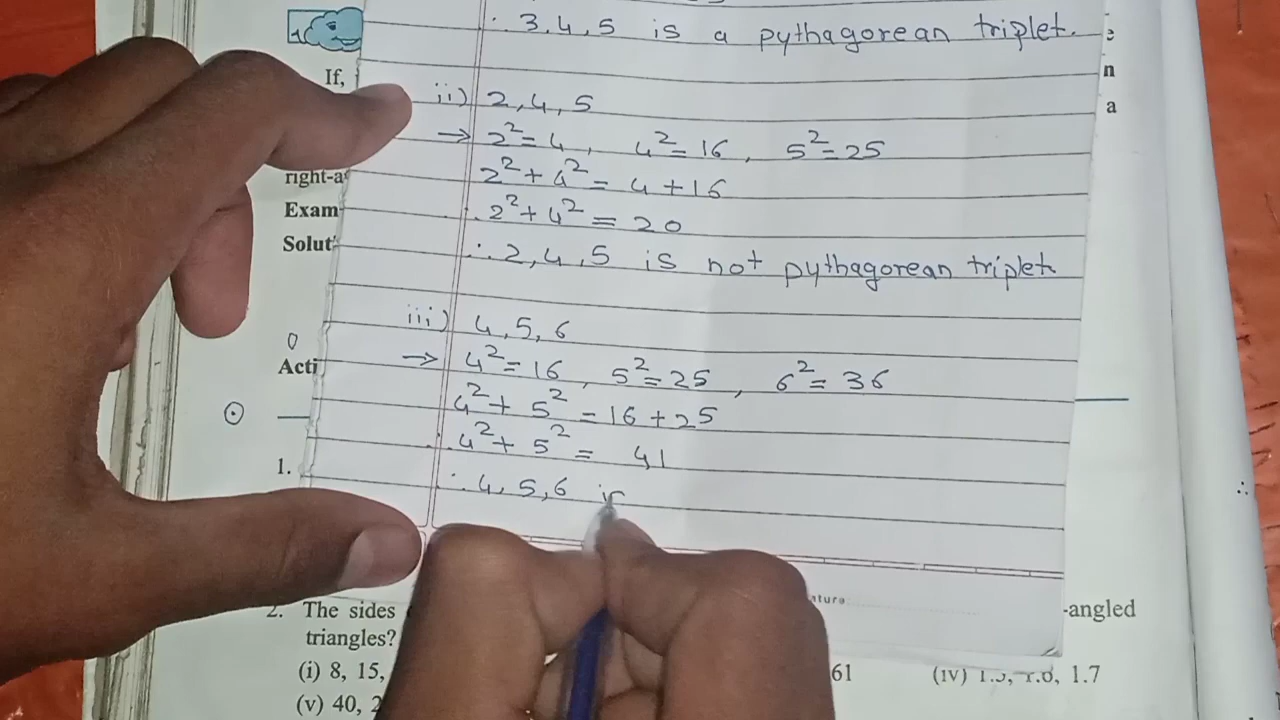 ∴ 3,4,5 is a pythagorean triplet.
If,
n
a
ii) 2,4,5
→ 2²=4, 4²=16, 5²=25
2²+4²=4+16
right-a
∴ 2²+4²=20
Exam
Solut
∴ 2,4,5 is not pythagorean triplet
iii) 4,5,6
→ 4²=16, 5²=25, 6²=36
Acti
4²+5²=16+25
∴ 4²+5²= 41
1.
∴ 4,5,6 is
2. The sides
-angled
triangles?
(i) 8, 15,
61
(iv) 1.5, 1.6, 1.7
(v) 40, 2